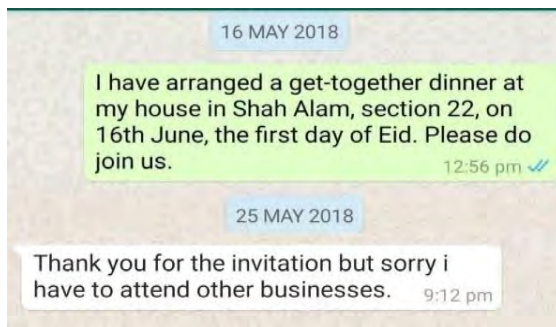 16 MAY 2018
I have arranged a get-together dinner at
my house in Shah Alam, section 22, on
16th June, the first day of Eid. Please do
join us.
12:56 pm
25 MAY 2018
Thank you for the invitation but sorry i
have to attend other businesses.
9:12 pm